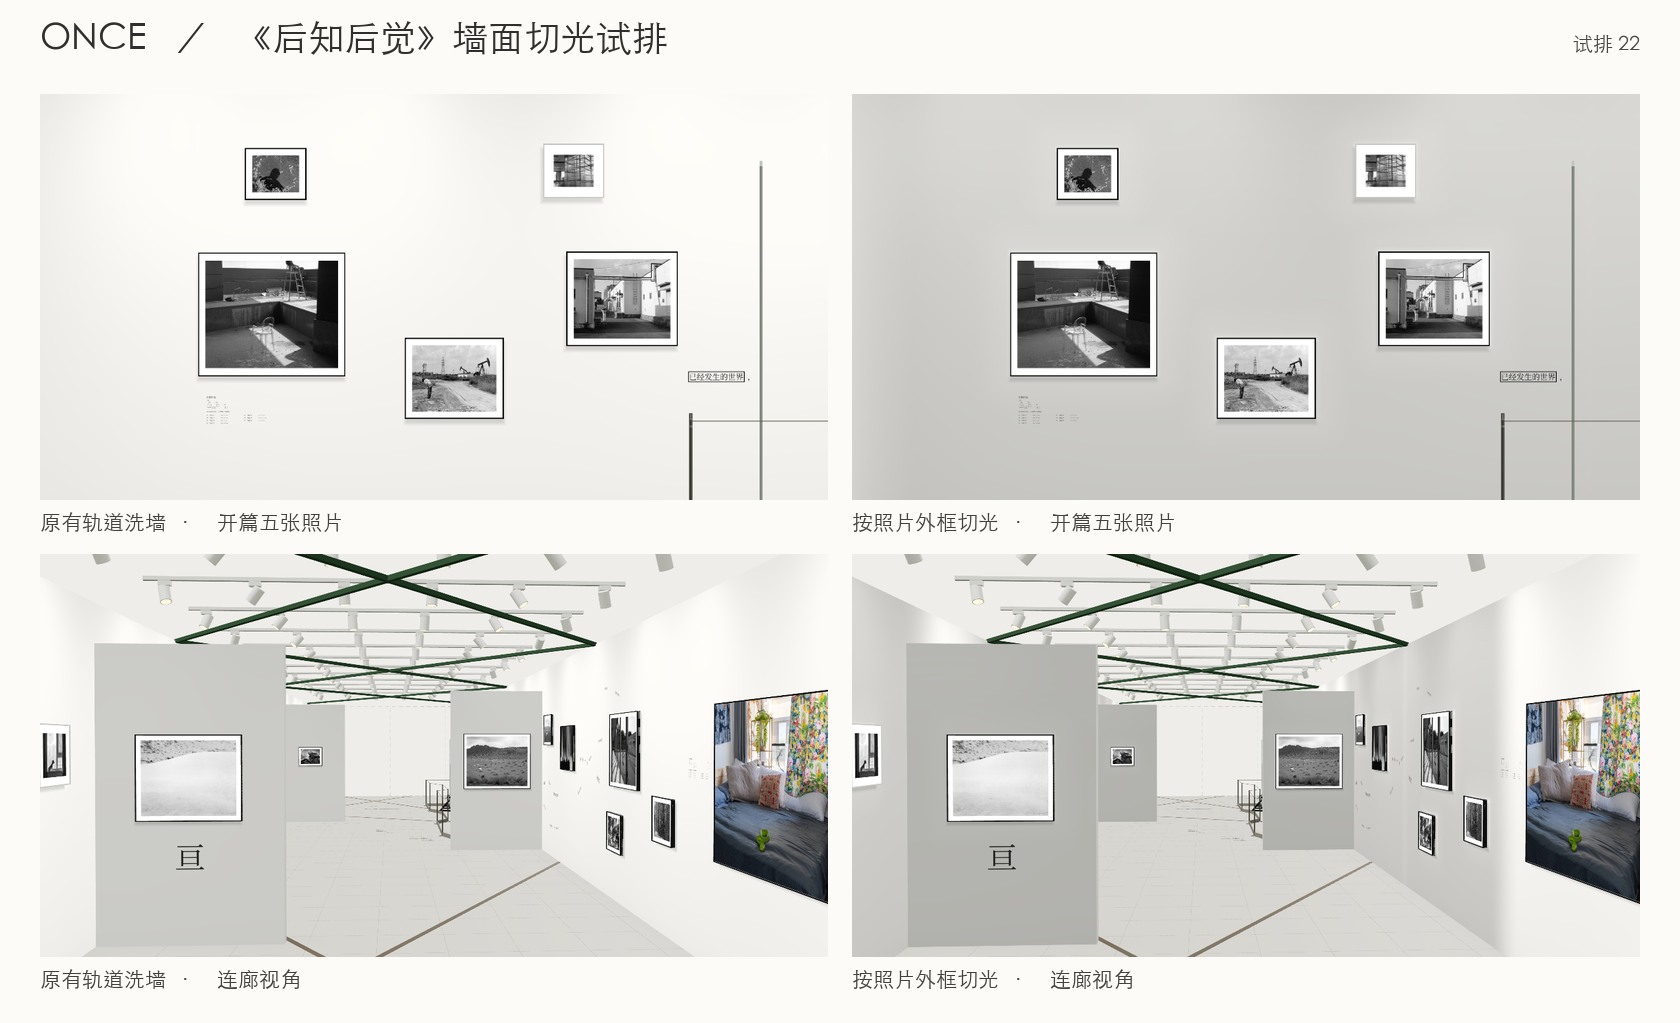 ONCE / 《后知后觉》墙面切光试排
试排 22
已经发生的世界,
已经发生的世界,
原有轨道洗墙 · 开篇五张照片
按照片外框切光 · 开篇五张照片
亘
亘
原有轨道洗墙 · 连廊视角
按照片外框切光 · 连廊视角